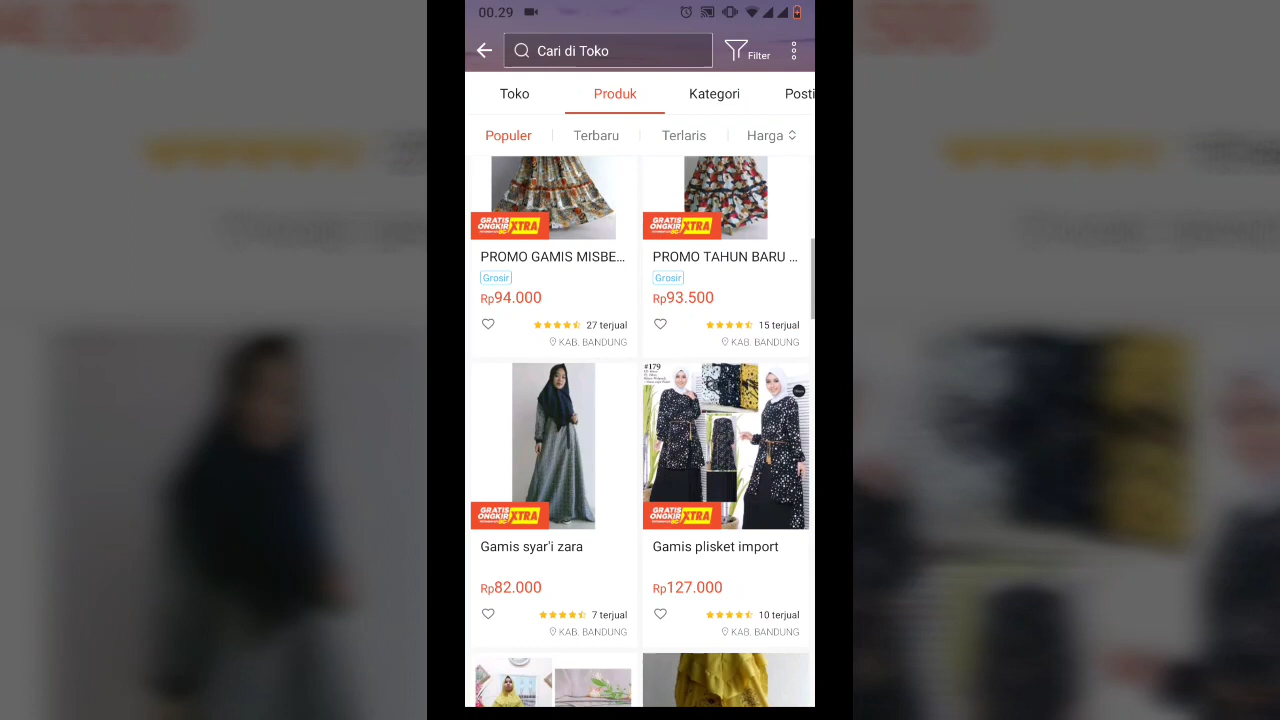 00.29
Cari di Toko
Filter
Toko
Produk
Kategori
Posti
Populer
Terbaru
Terlaris
Harga
GRATIS
ONGKIR
XTRA
GRATIS
ONGKIR
XTRA
PROMO GAMIS MISBE...
Grosir
Rp94.000
27 terjual
KAB. BANDUNG
PROMO TAHUN BARU ...
Grosir
Rp93.500
15 terjual
KAB. BANDUNG
GRATIS
ONGKIR
XTRA
#179
GRATIS
ONGKIR
XTRA
Gamis syar'i zara
Rp82.000
7 terjual
KAB. BANDUNG
Gamis plisket import
Rp127.000
10 terjual
KAB. BANDUNG